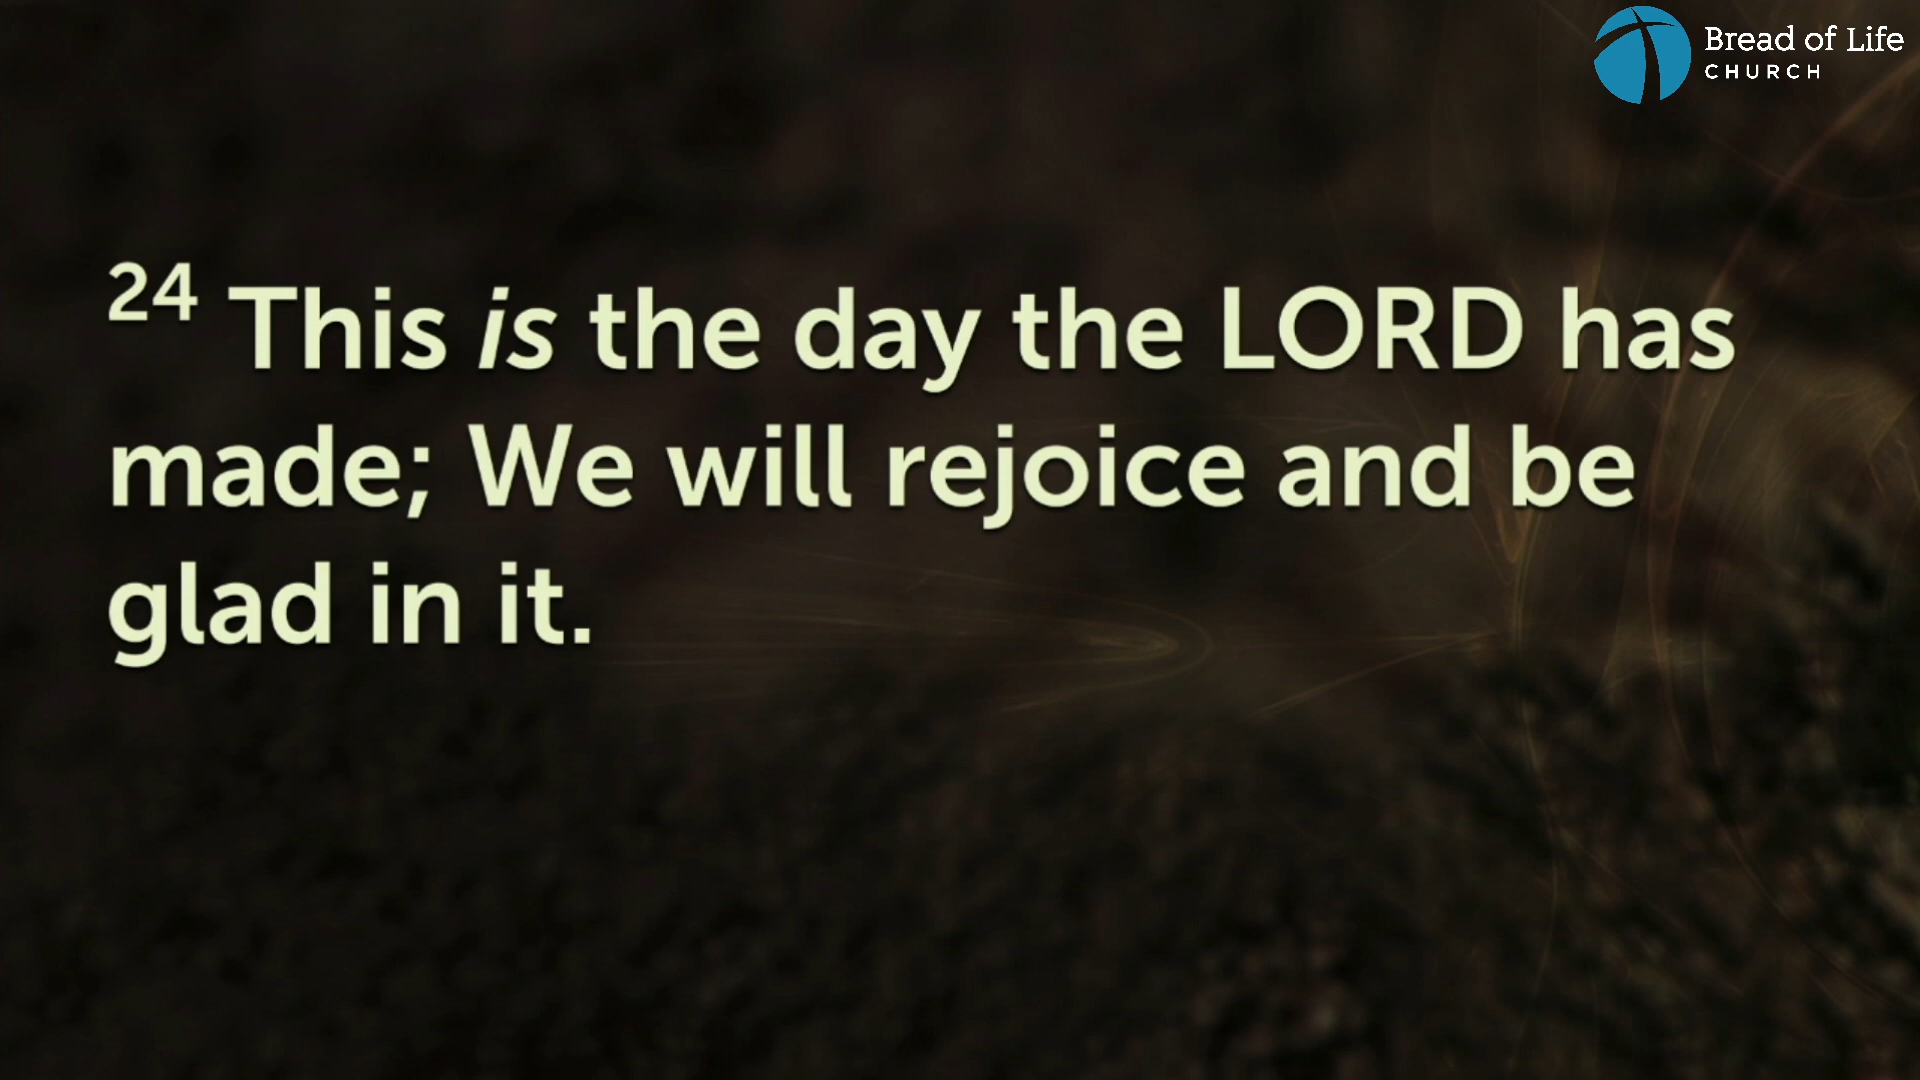 Bread of Life
CHURCH
24 This is the day the LORD has
made; We will rejoice and be
glad in it.